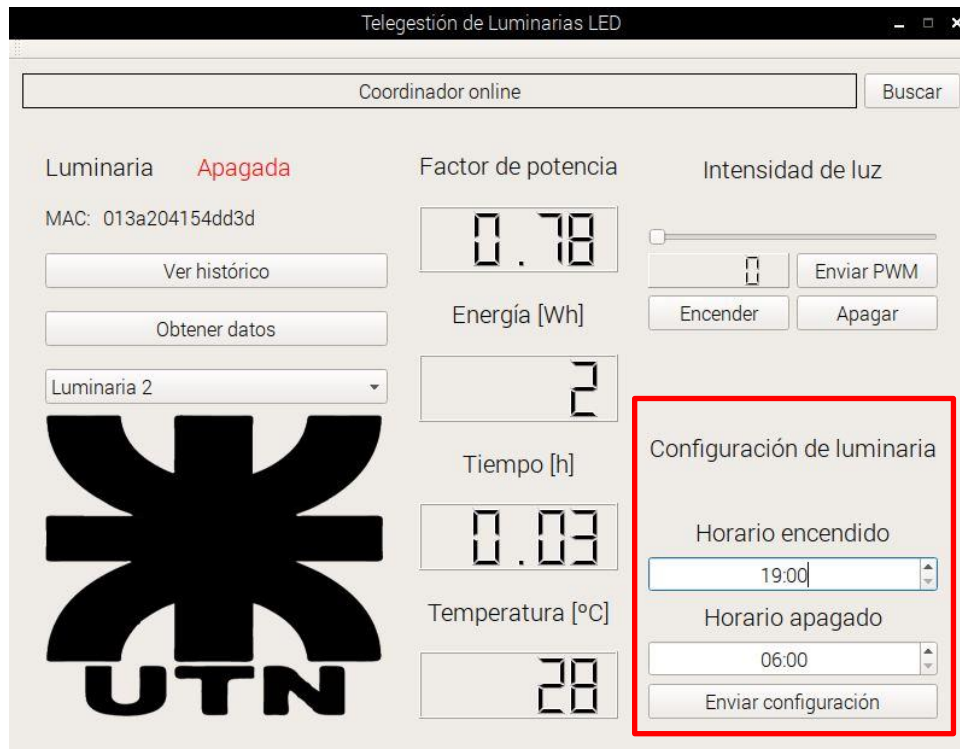 Telegestión de Luminarias LED
Coordinador online
Buscar
Luminaria Apagada
MAC: 013a204154dd3d
Ver histórico
Obtener datos
Luminaria 2
UTN
Factor de potencia
0.78
Energía [Wh]
2
Tiempo [h]
0.03
Temperatura [ºC]
28
Intensidad de luz
0
Enviar PWM
Encender
Apagar
Configuración de luminaria
Horario encendido
19:00
Horario apagado
06:00
Enviar configuración